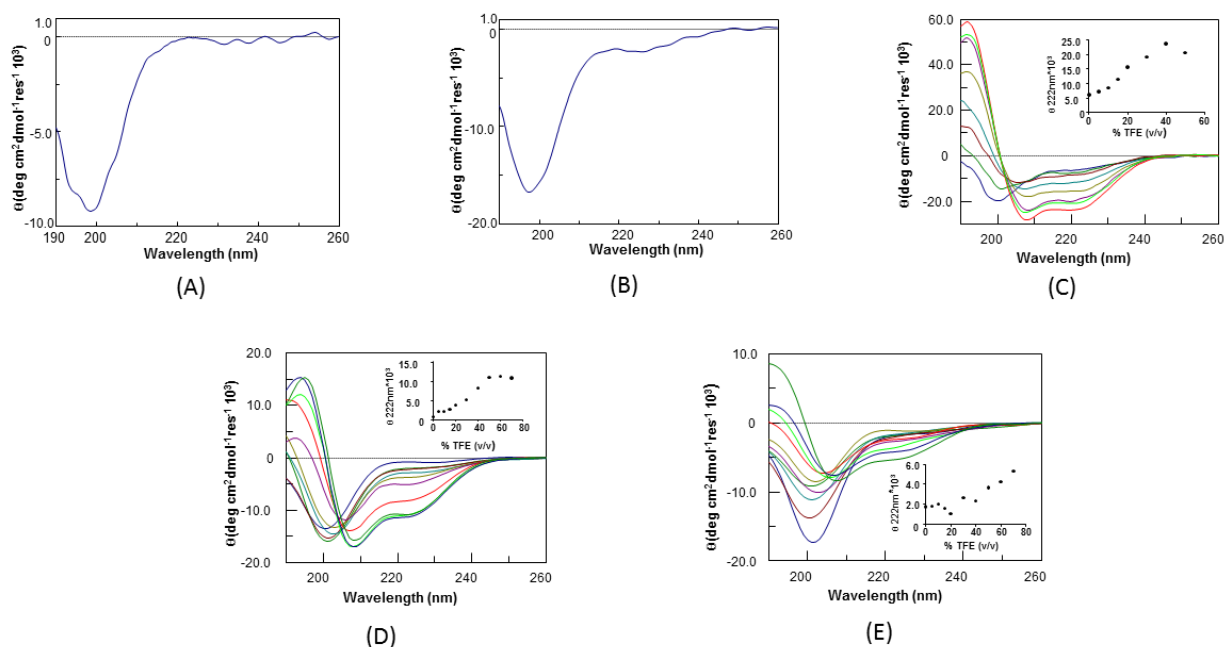 1.0
0
-5.0
-10.0
190 200 220 240 260
Wavelength (nm)
Θ(deg cm²dmol⁻¹res⁻¹ 10³)
(A)
1.0
0
-10.0
-20.0
200 220 240 260
Wavelength (nm)
Θ(deg cm²dmol⁻¹res⁻¹ 10³)
(B)
60.0
40.0
20.0
0
-20.0
200 220 240 260
Wavelength (nm)
Θ(deg cm²dmol⁻¹res⁻¹ 10³)
25.0
20.0
15.0
10.0
5.0
0
0 20 40 60
% TFE (v/v)
θ 222nm*10³
(C)
20.0
10.0
0
-10.0
-20.0
200 220 240 260
Wavelength (nm)
Θ(deg cm²dmol⁻¹res⁻¹ 10³)
15.0
10.0
5.0
0
0 20 40 60 80
% TFE (v/v)
θ 222nm*10³
(D)
10.0
0
-10.0
-20.0
200 220 240 260
Wavelength (nm)
Θ(deg cm²dmol⁻¹res⁻¹ 10³)
6.0
4.0
2.0
0
0 20 40 60 80
% TFE (v/v)
θ 222nm*10³
(E)